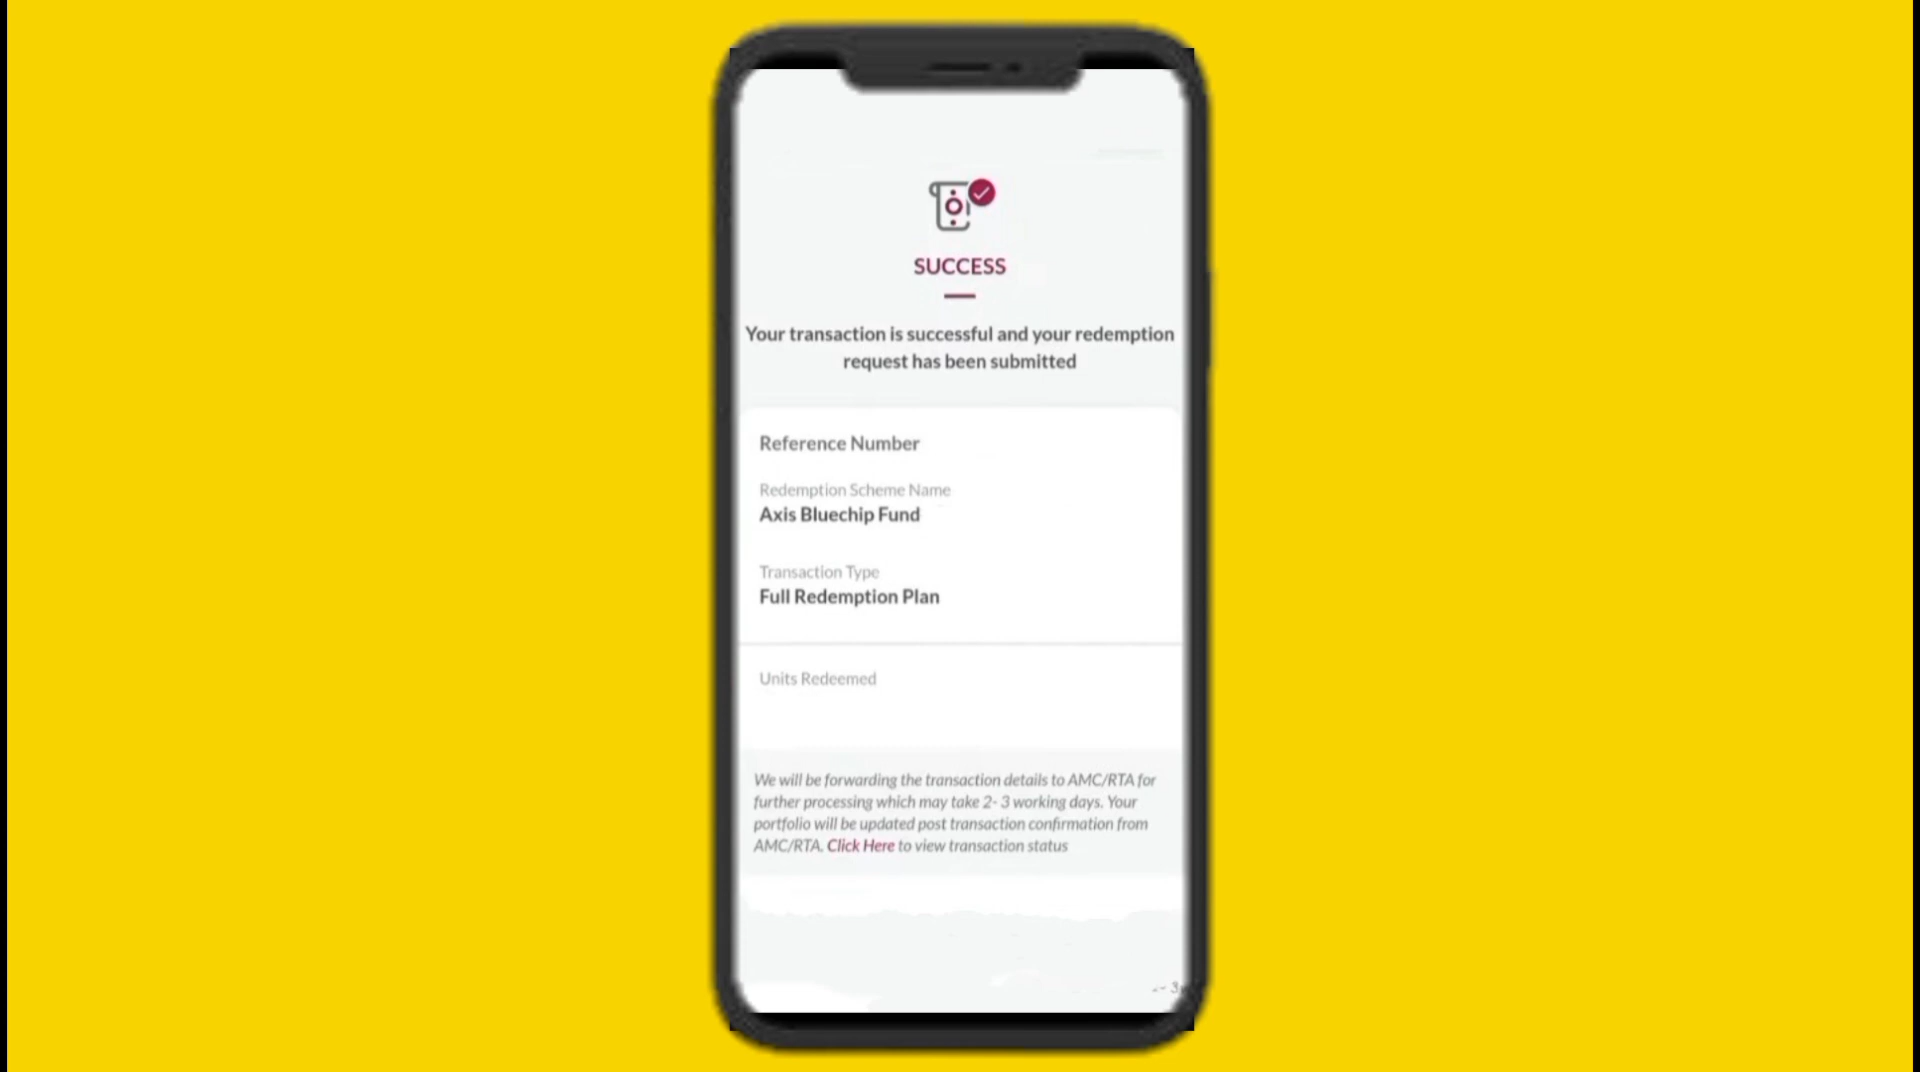 SUCCESS
Your transaction is successful and your redemption
request has been submitted
Reference Number
Redemption Scheme Name
Axis Bluechip Fund
Transaction Type
Full Redemption Plan
Units Redeemed
We will be forwarding the transaction details to AMC/RTA for
further processing which may take 2- 3 working days. Your
portfolio will be updated post transaction confirmation from
AMC/RTA. Click Here to view transaction status